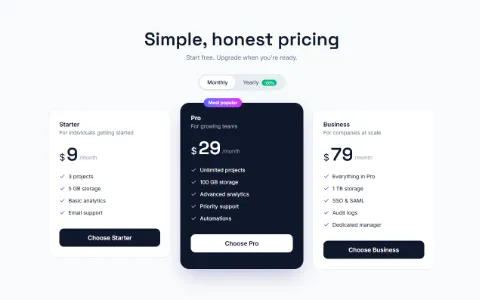 Simple, honest pricing
Start free. Upgrade when you're ready.
Monthly
Yearly
Starter
For individuals getting started
$9 /month
3 projects
5 GB storage
Basic analytics
Email support
Choose Starter
Most popular
Pro
For growing teams
$29 /month
Unlimited projects
100 GB storage
Advanced analytics
Priority support
Automations
Choose Pro
Business
For companies at scale
$79 /month
Everything in Pro
1 TB storage
SSO & SAML
Audit logs
Dedicated manager
Choose Business